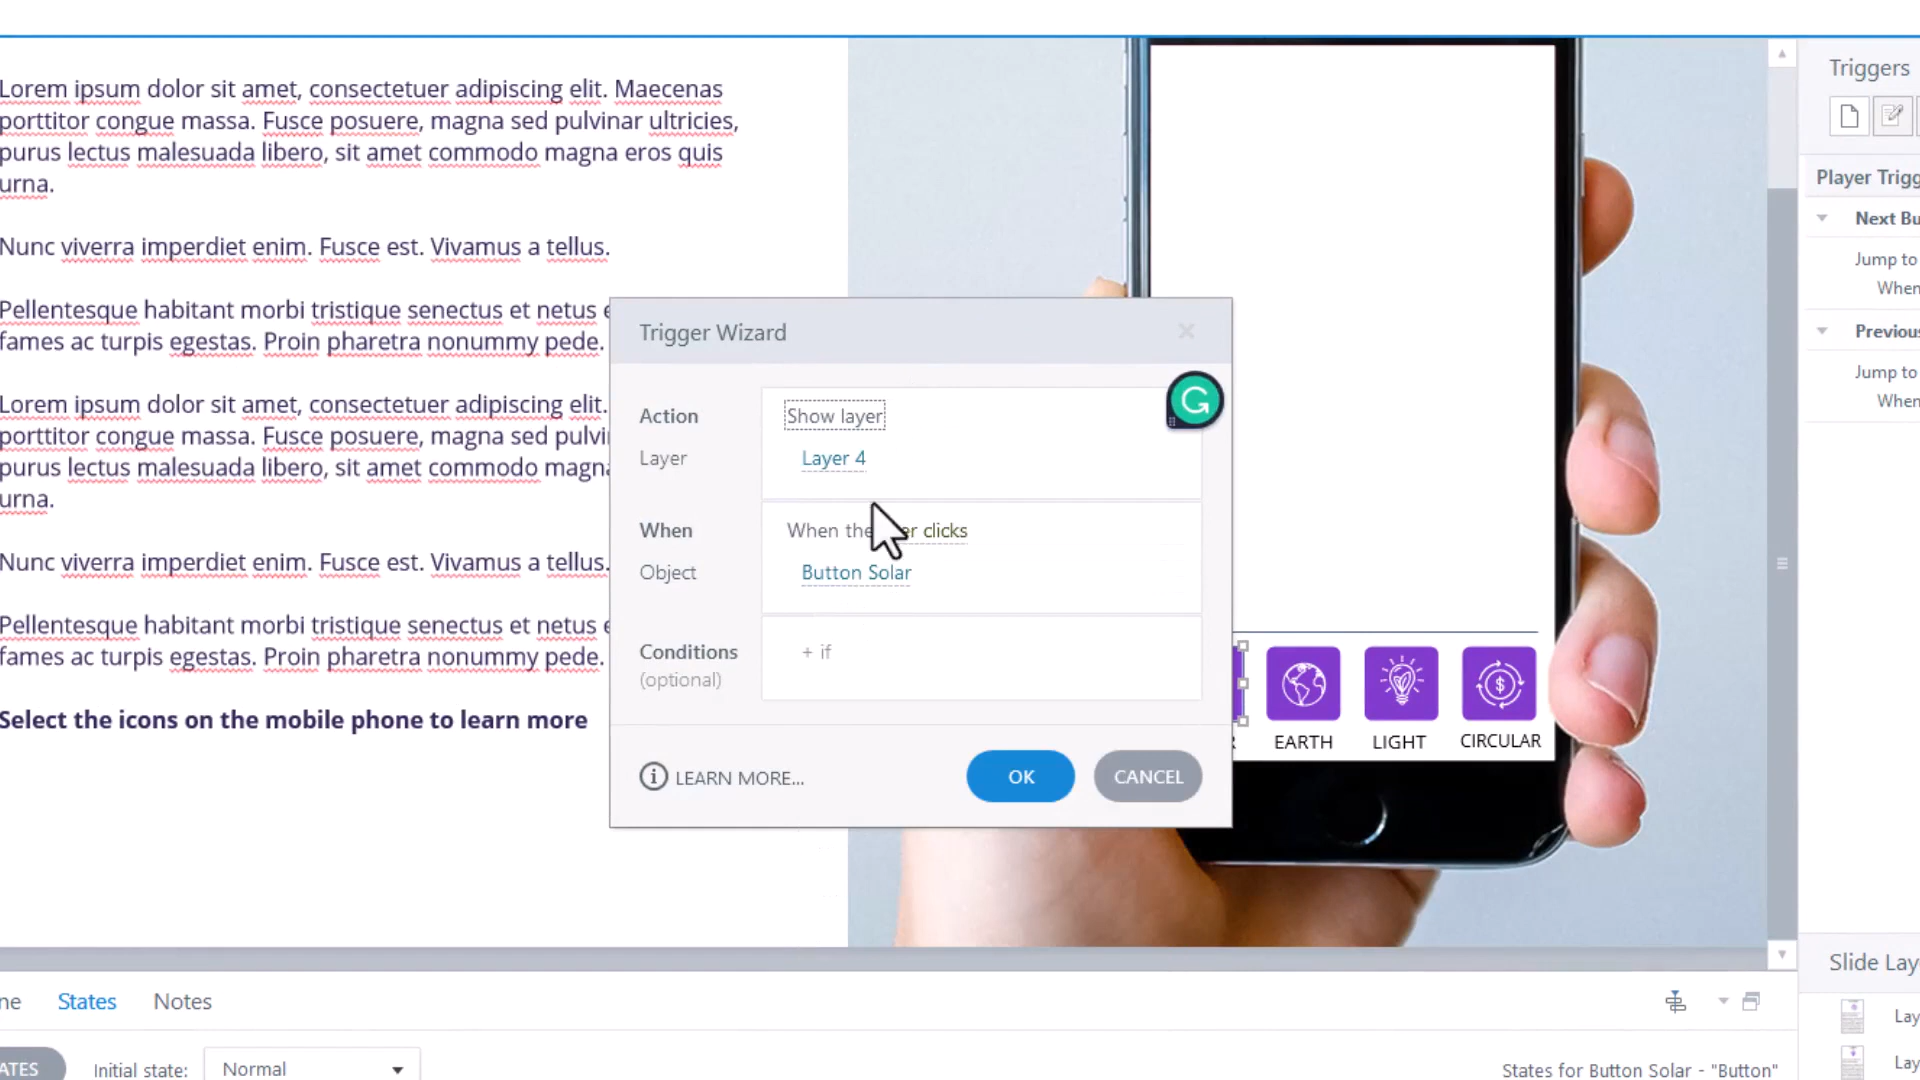 Lorem ipsum dolor sit amet, consectetuer adipiscing elit. Maecenas
porttitor congue massa. Fusce posuere, magna sed pulvinar ultricies,
purus lectus malesuada libero, sit amet commodo magna eros quis
urna.
Nunc viverra imperdiet enim. Fusce est. Vivamus a tellus.
Pellentesque habitant morbi tristique senectus et netus
fames ac turpis egestas. Proin pharetra nonummy pede.
Lorem ipsum dolor sit amet, consectetuer adipiscing elit.
porttitor congue massa. Fusce posuere, magna sed
purus lectus malesuada libero, sit amet commodo
urna.
Nunc viverra imperdiet enim. Fusce est. Vivamus a tellus.
Pellentesque habitant morbi tristique senectus et netus
fames ac turpis egestas. Proin pharetra nonummy pede.
Select the icons on the mobile phone to learn more
Trigger Wizard
Action
Show layer
Layer
Layer 4
When
When the clicks
Object
Button Solar
Conditions
(optional)
+ if
LEARN MORE...
OK
CANCEL
EARTH
LIGHT
CIRCULAR
Triggers
Player
Next
Jump to
When
Previous
Jump to
When
Slide
States
Notes
Initial state:
Normal
States for Button Solar - "Button"